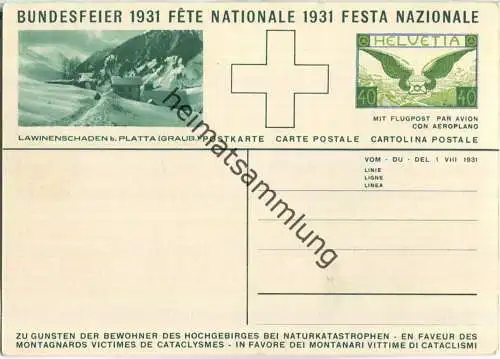 BUNDESFEIER 1931 FÊTE NATIONALE 1931 FESTA NAZIONALE
HELVETIA
40 40
MIT FLUGPOST PAR AVION
CON AEROPLANO
LAWINENSCHADEN b. PLATTA (GRAUB.) POSTKARTE CARTE POSTALE CARTOLINA POSTALE
VOM - DU - DEL 1 VIII 1931
LINIE
LIGNE
LINEA
heimatsammlung.de
ZU GUNSTEN DER BEWOHNER DES HOCHGEBIRGES BEI NATURKATASTROPHEN - EN FAVEUR DES
MONTAGNARDS VICTIMES DE CATACLYSMES - IN FAVORE DEI MONTANARI VITTIME DI CATACLISMI